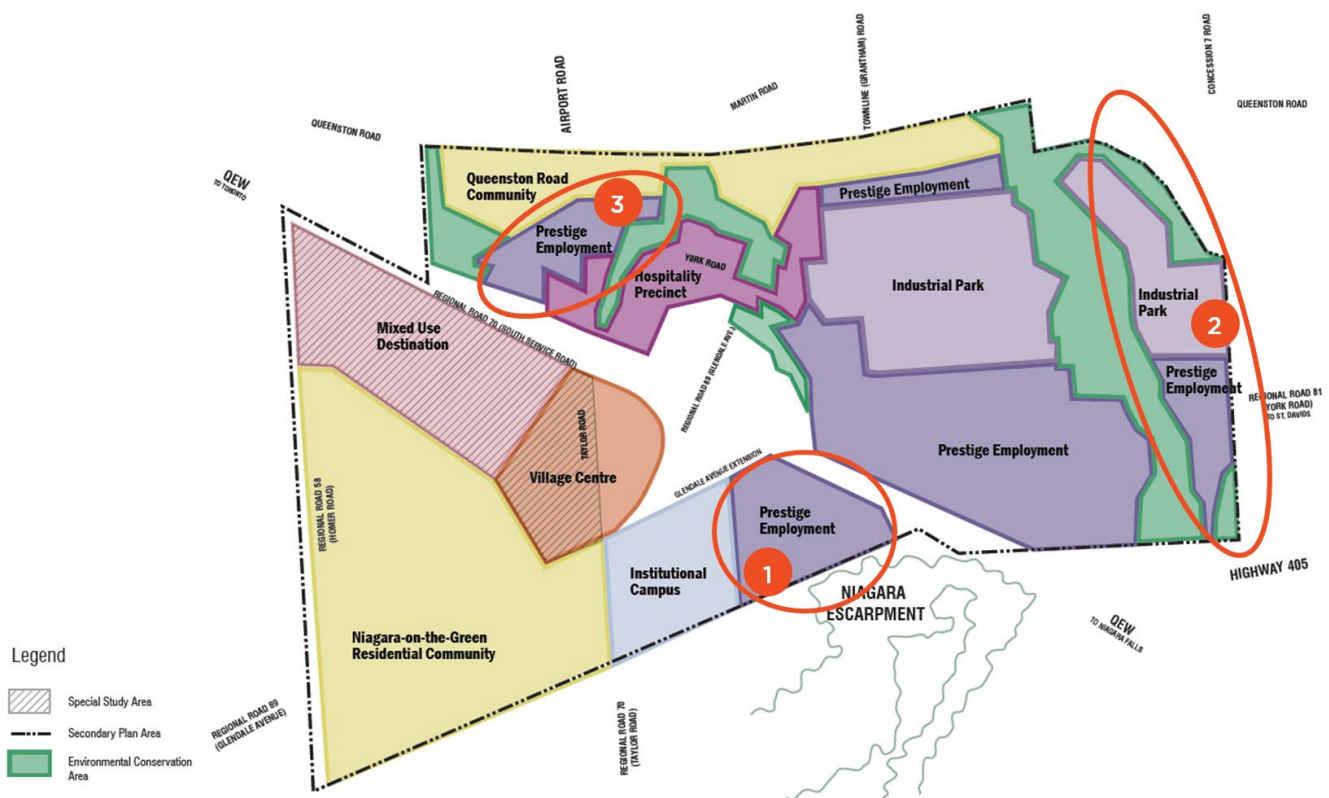 CONCESSION 7 ROAD
QUEENSTON ROAD
TOWNLINE (GRANTHAM) ROAD
MARTIN ROAD
AIRPORT ROAD
QUEENSTON ROAD
QEW
TO TORONTO
Queenston Road
Community
3
Prestige
Employment
Prestige Employment
YORK ROAD
Hospitality
Precinct
Industrial Park
Industrial
Park
2
REGIONAL ROAD 70 (SOUTH SERVICE ROAD)
Mixed Use
Destination
REGIONAL ROAD 89 (GLENDALE AVE.)
Prestige
Employment
REGIONAL ROAD 81
(YORK ROAD)
TO ST. DAVIDS
TAYLOR ROAD
Village Centre
Prestige Employment
GLENDALE AVENUE EXTENSION
REGIONAL ROAD 58
(HOMER ROAD)
Prestige
Employment
1
Institutional
Campus
NIAGARA
ESCARPMENT
HIGHWAY 405
QEW
TO NIAGARA FALLS
Niagara-on-the-Green
Residential Community
REGIONAL ROAD 89
(GLENDALE AVENUE)
REGIONAL ROAD 70
(TAYLOR ROAD)
Legend
Special Study Area
Secondary Plan Area
Environmental Conservation
Area